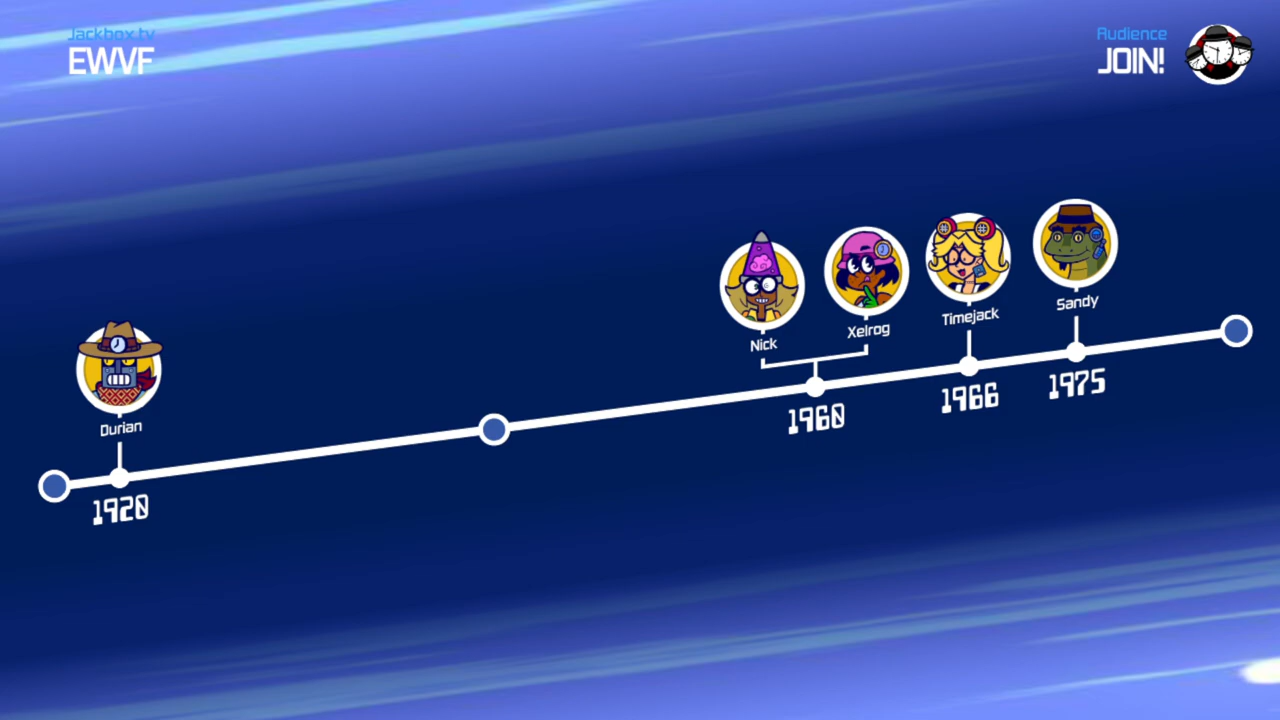 Jackbox.tv
EWVF
Audience
JOIN!
Durian
1920
Nick
Xelrog
1960
Timejack
1966
Sandy
1975